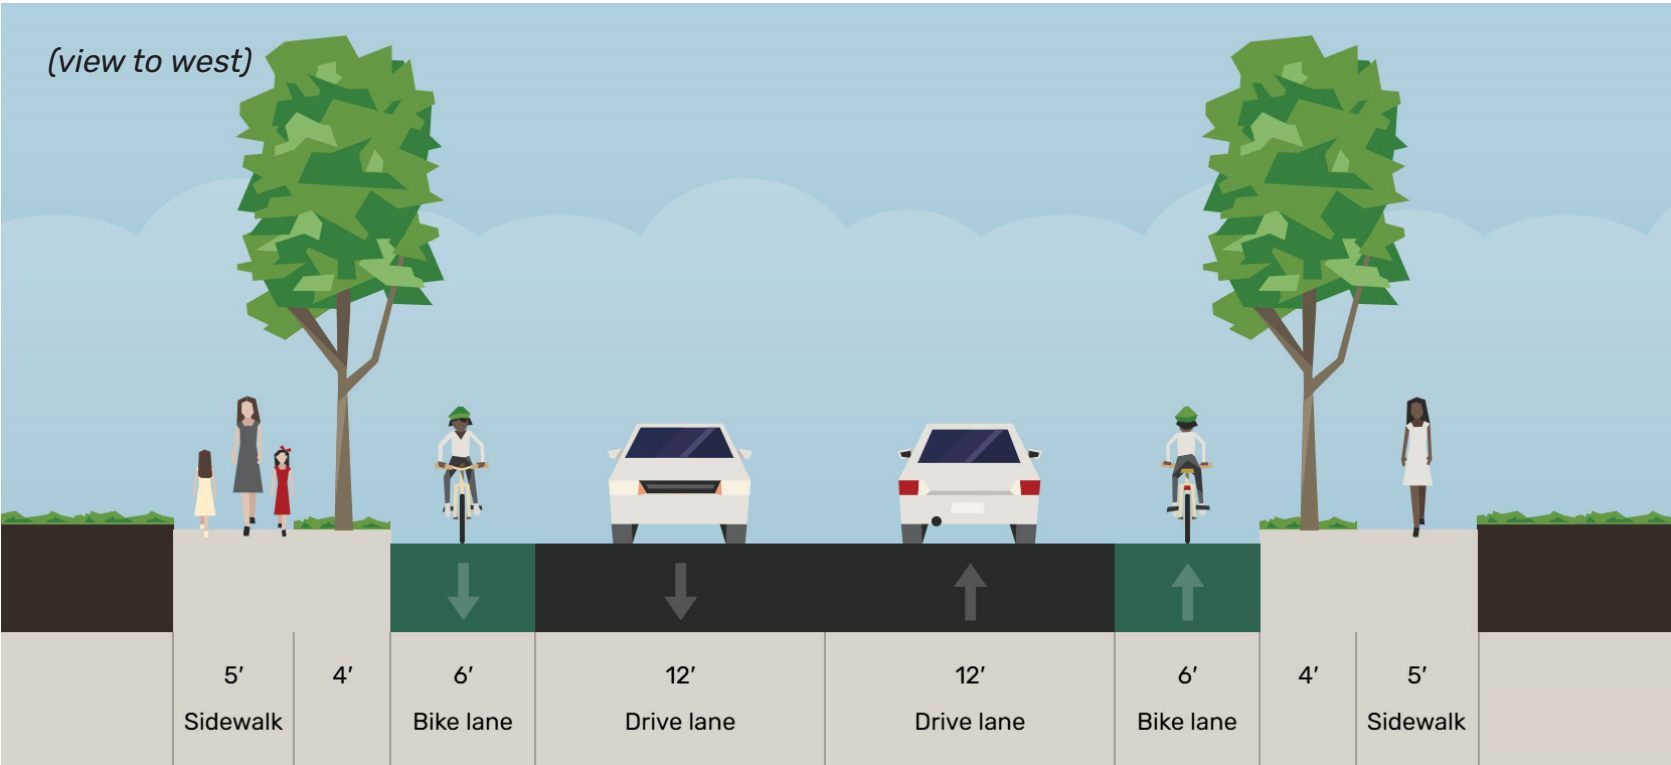 (view to west)
5′ 4′ 6′ 12′ 12′ 6′ 4′ 5′
Sidewalk Bike lane Drive lane Drive lane Bike lane Sidewalk